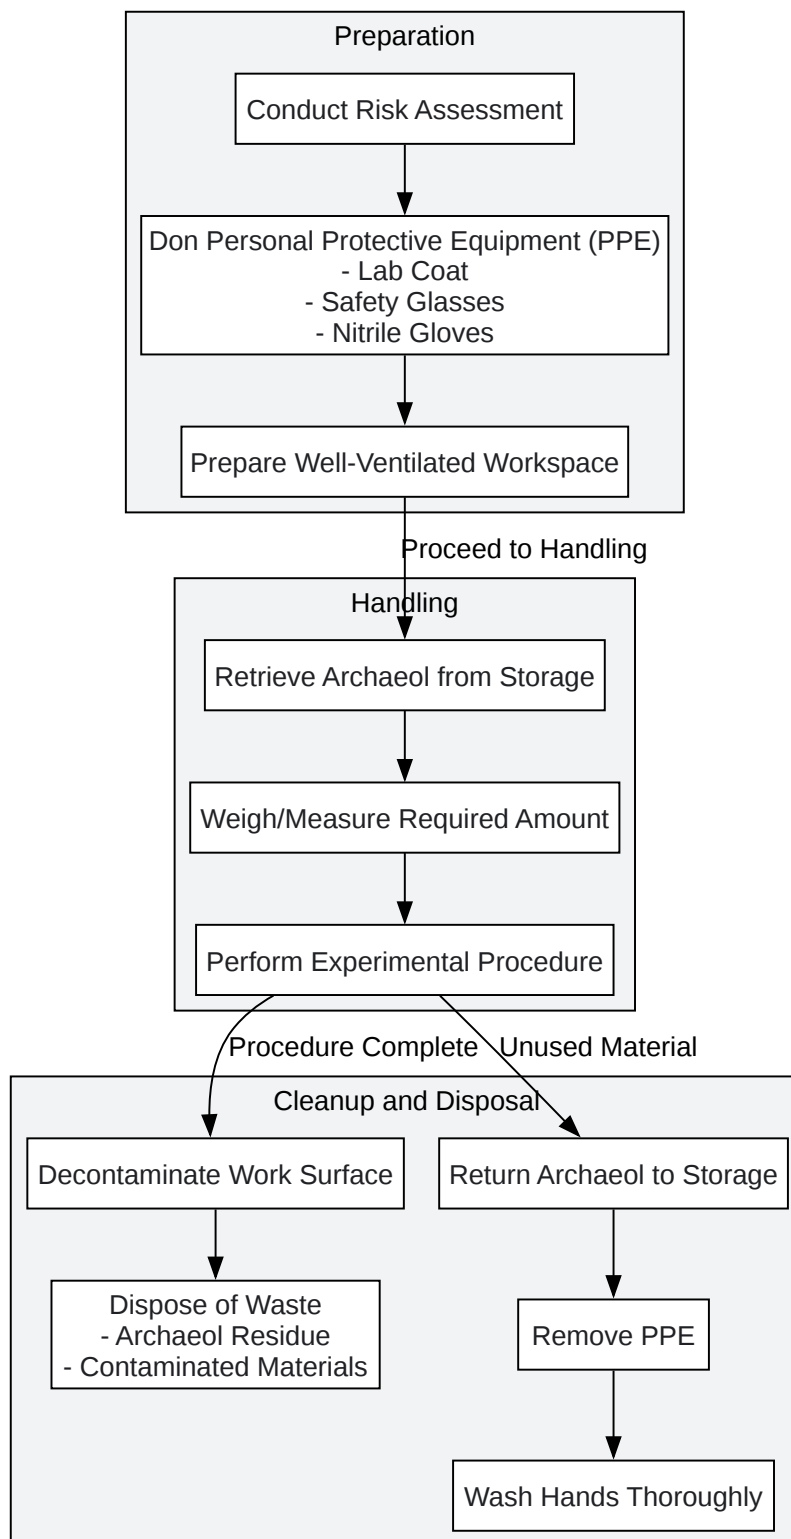 Preparation
Conduct Risk Assessment
Don Personal Protective Equipment (PPE)
- Lab Coat
- Safety Glasses
- Nitrile Gloves
Prepare Well-Ventilated Workspace
Proceed to Handling
Handling
Retrieve Archaeol from Storage
Weigh/Measure Required Amount
Perform Experimental Procedure
Procedure Complete
Unused Material
Cleanup and Disposal
Decontaminate Work Surface
Return Archaeol to Storage
Dispose of Waste
- Archaeol Residue
- Contaminated Materials
Remove PPE
Wash Hands Thoroughly